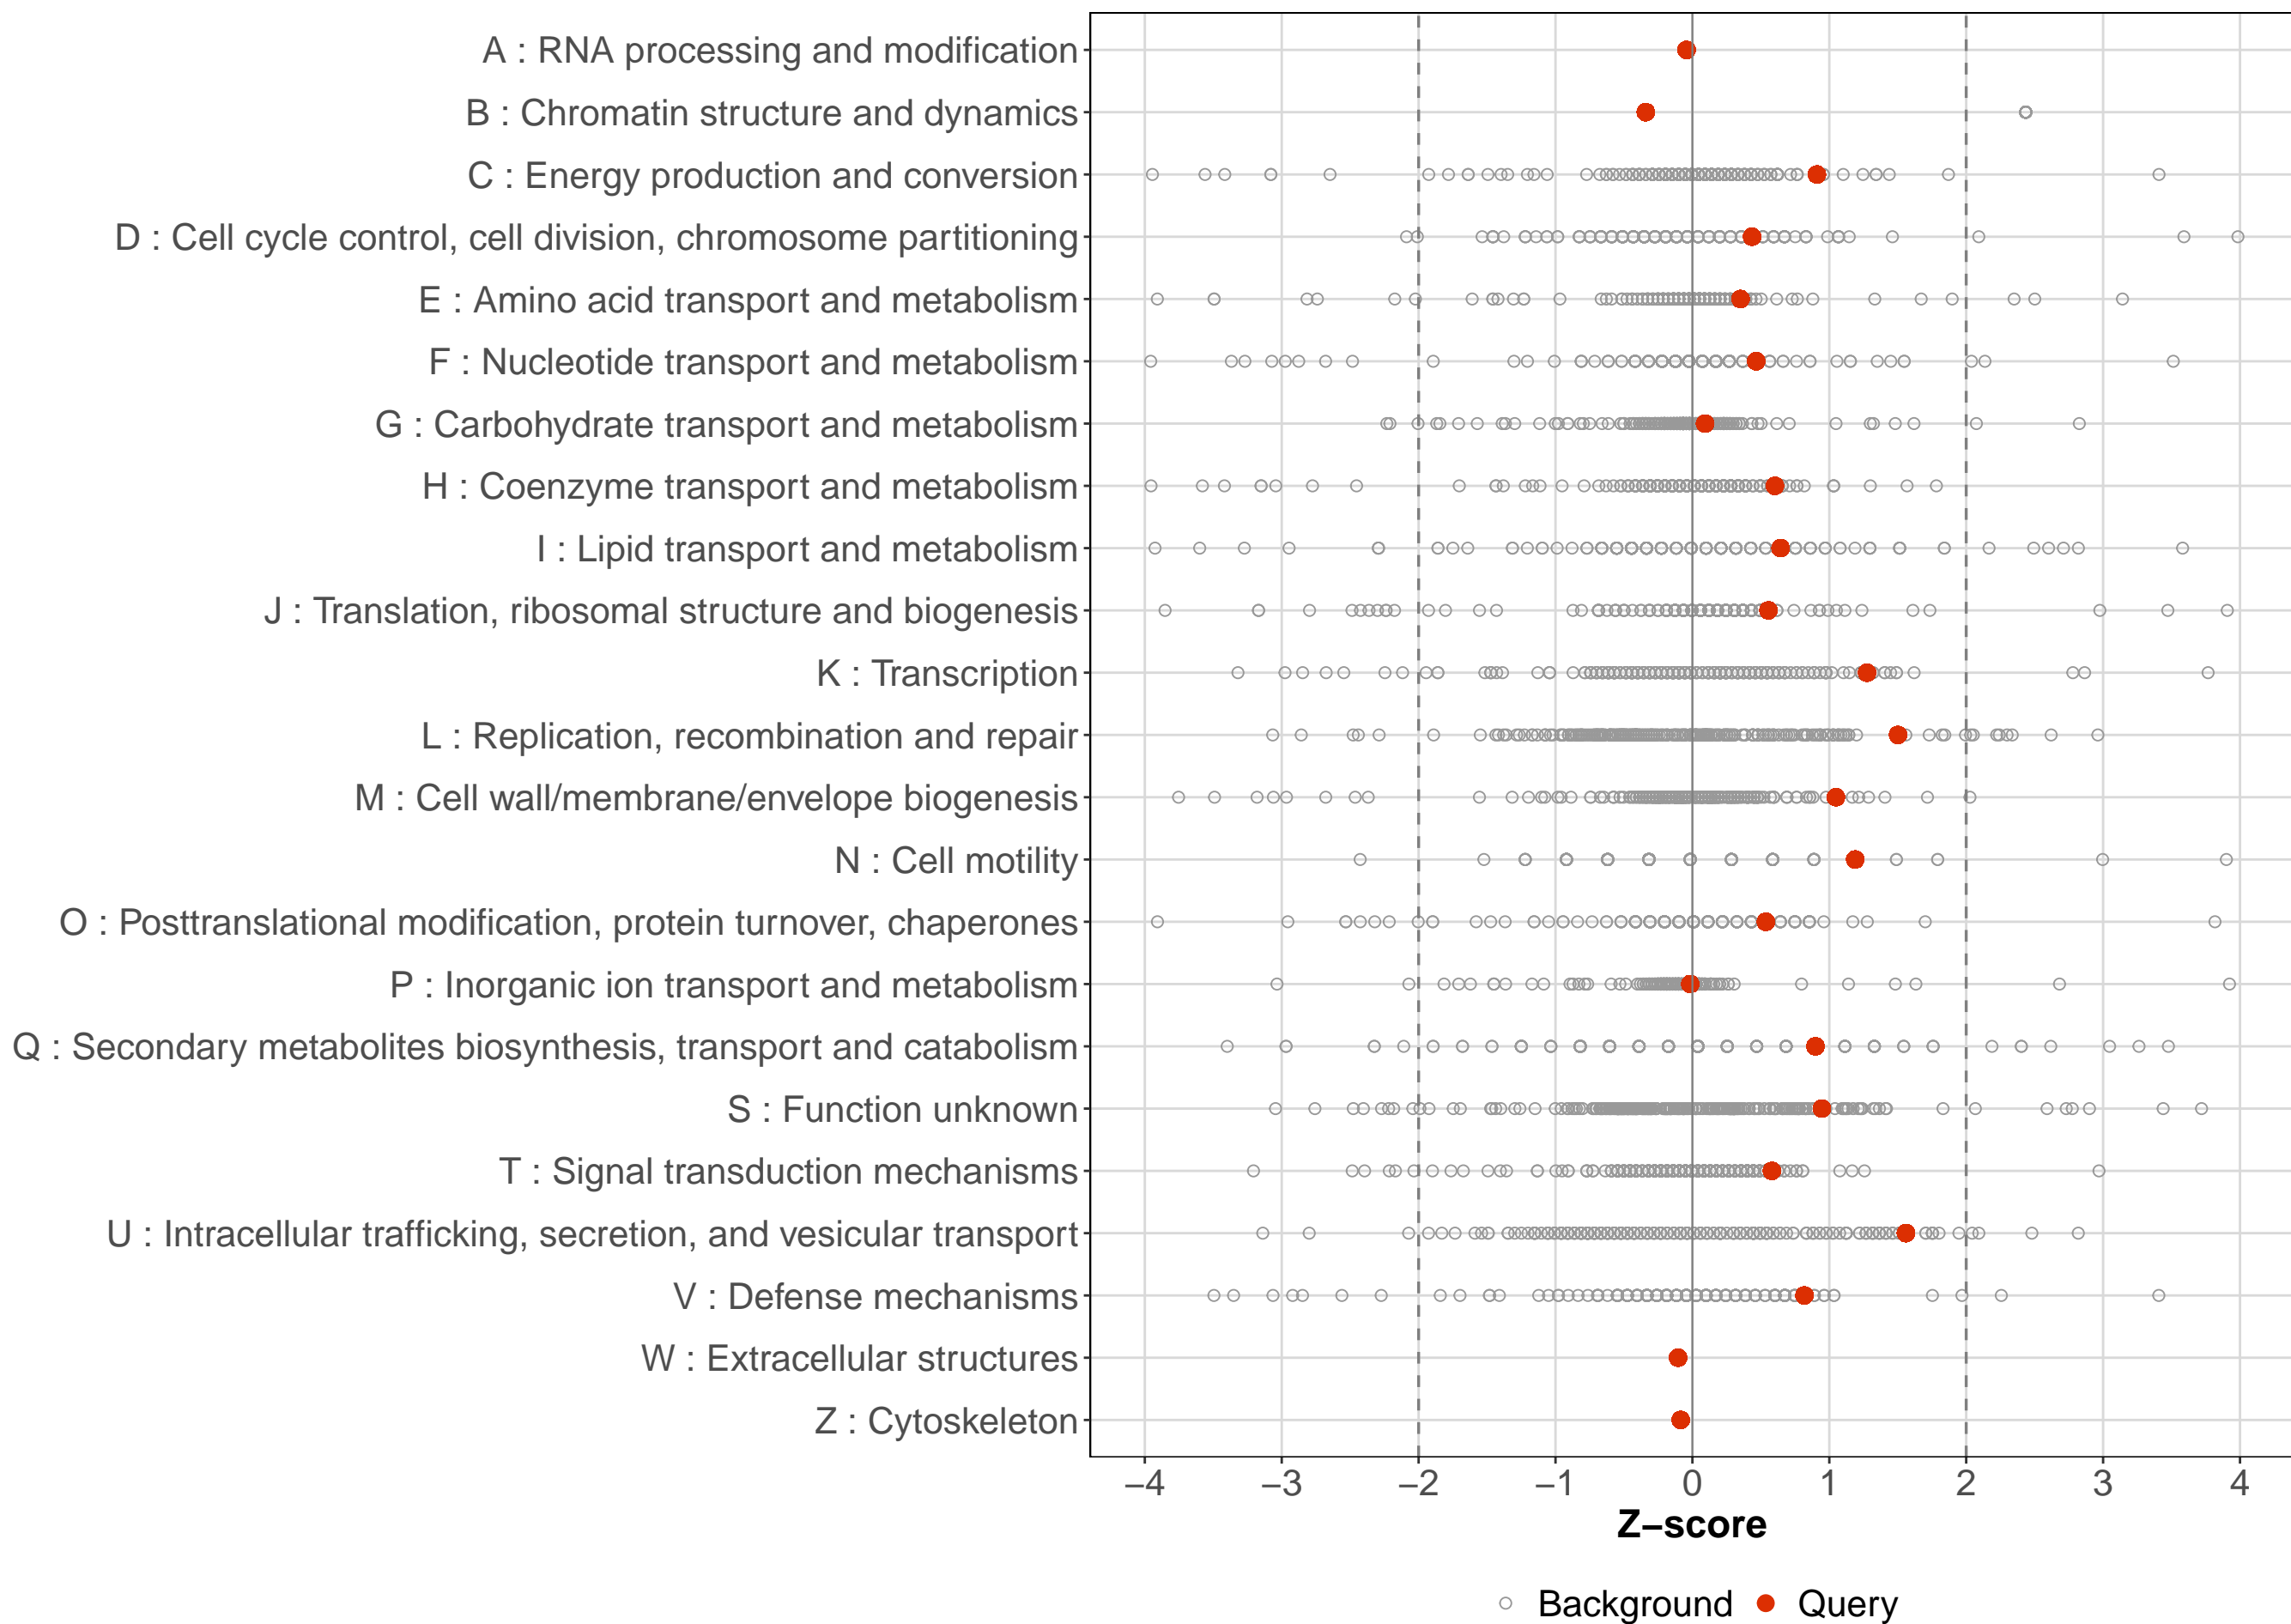 A : RNA processing and modification
B : Chromatin structure and dynamics
C : Energy production and conversion
D : Cell cycle control, cell division, chromosome partitioning
E : Amino acid transport and metabolism
F : Nucleotide transport and metabolism
G : Carbohydrate transport and metabolism
H : Coenzyme transport and metabolism
I : Lipid transport and metabolism
J : Translation, ribosomal structure and biogenesis
K : Transcription
L : Replication, recombination and repair
M : Cell wall/membrane/envelope biogenesis
N : Cell motility
O : Posttranslational modification, protein turnover, chaperones
P : Inorganic ion transport and metabolism
Q : Secondary metabolites biosynthesis, transport and catabolism
S : Function unknown
T : Signal transduction mechanisms
U : Intracellular trafficking, secretion, and vesicular transport
V : Defense mechanisms
W : Extracellular structures
Z : Cytoskeleton
−4 −3 −2 −1 0 1 2 3 4
Z−score
Background Query